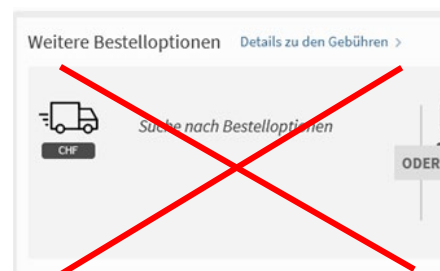 Weitere Bestelloptionen Details zu den Gebühren >
Suche nach Bestelloptionen
CHF
ODER